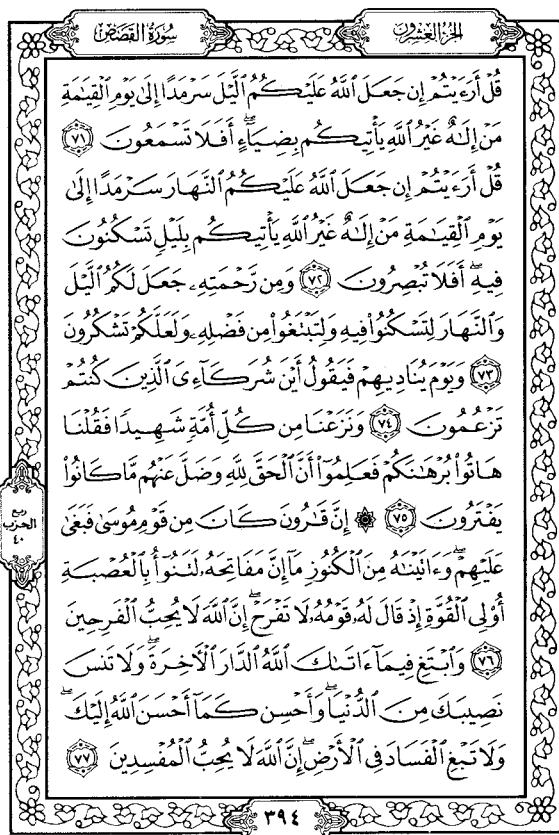 سُورَةُ القَصَصِ
الجُزءُ العِشْرُونَ
قُلْ أَرَءَيْتُمْ إِن جَعَلَ ٱللَّهُ عَلَيْكُمُ ٱلَّيْلَ سَرْمَدًا إِلَىٰ يَوْمِ ٱلْقِيَٰمَةِ
مَنْ إِلَٰهٌ غَيْرُ ٱللَّهِ يَأْتِيكُم بِضِيَآءٍ ۖ أَفَلَا تَسْمَعُونَ ٧١
قُلْ أَرَءَيْتُمْ إِن جَعَلَ ٱللَّهُ عَلَيْكُمُ ٱلنَّهَارَ سَرْمَدًا إِلَىٰ
يَوْمِ ٱلْقِيَٰمَةِ مَنْ إِلَٰهٌ غَيْرُ ٱللَّهِ يَأْتِيكُم بِلَيْلٍ تَسْكُنُونَ
فِيهِ ۖ أَفَلَا تُبْصِرُونَ ٧٢ وَمِن رَّحْمَتِهِۦ جَعَلَ لَكُمُ ٱلَّيْلَ
وَٱلنَّهَارَ لِتَسْكُنُوا۟ فِيهِ وَلِتَبْتَغُوا۟ مِن فَضْلِهِۦ وَلَعَلَّكُمْ تَشْكُرُونَ
٧٣ وَيَوْمَ يُنَادِيهِمْ فَيَقُولُ أَيْنَ شُرَكَآءِىَ ٱلَّذِينَ كُنتُمْ
تَزْعُمُونَ ٧٤ وَنَزَعْنَا مِن كُلِّ أُمَّةٍ شَهِيدًا فَقُلْنَا
هَاتُوا۟ بُرْهَٰنَكُمْ فَعَلِمُوٓا۟ أَنَّ ٱلْحَقَّ لِلَّهِ وَضَلَّ عَنْهُم مَّا كَانُوا۟
يَفْتَرُونَ ٧٥ ۞ إِنَّ قَٰرُونَ كَانَ مِن قَوْمِ مُوسَىٰ فَبَغَىٰ
عَلَيْهِمْ ۖ وَءَاتَيْنَٰهُ مِنَ ٱلْكُنُوزِ مَآ إِنَّ مَفَاتِحَهُۥ لَتَنُوٓأُ بِٱلْعُصْبَةِ
أُو۟لِى ٱلْقُوَّةِ إِذْ قَالَ لَهُۥ قَوْمُهُۥ لَا تَفْرَحْ ۖ إِنَّ ٱللَّهَ لَا يُحِبُّ ٱلْفَرِحِينَ
٧٦ وَٱبْتَغِ فِيمَآ ءَاتَىٰكَ ٱللَّهُ ٱلدَّارَ ٱلْءَاخِرَةَ ۖ وَلَا تَنسَ
نَصِيبَكَ مِنَ ٱلدُّنْيَا ۖ وَأَحْسِن كَمَآ أَحْسَنَ ٱللَّهُ إِلَيْكَ ۖ
وَلَا تَبْغِ ٱلْفَسَادَ فِى ٱلْأَرْضِ ۖ إِنَّ ٱللَّهَ لَا يُحِبُّ ٱلْمُفْسِدِينَ ٧٧
ربع
الحزب
٤٠
٣٩٤